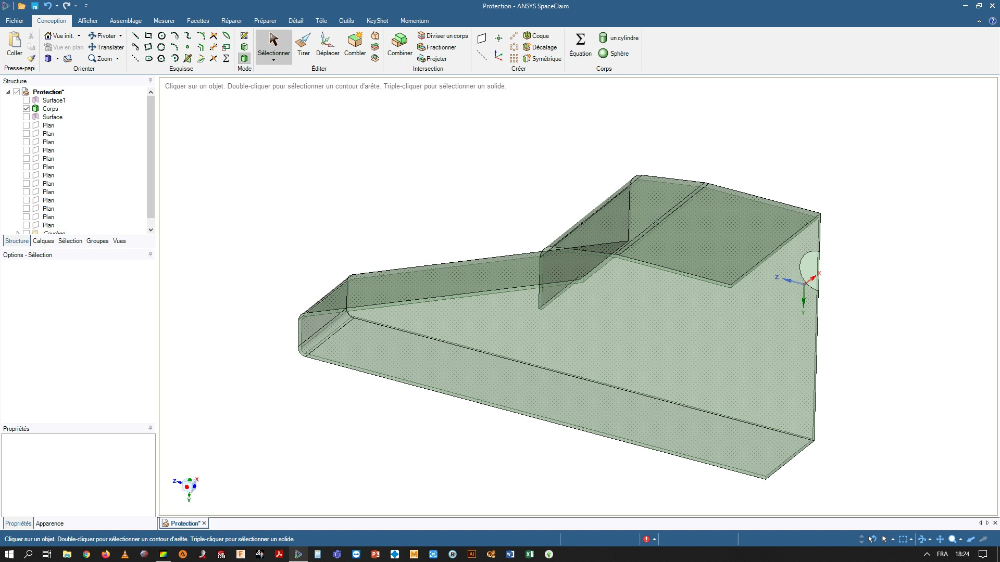 Protection - ANSYS SpaceClaim
Fichier Conception Afficher Assemblage Mesurer Facettes Réparer Préparer Détail Tôle Outils KeyShot Momentum
Coller
Presse-papi...
Vue init.
Vue en plan
Pivoter
Translater
Zoom
Orienter
Esquisse
Mode
Sélectionner
Tirer
Déplacer
Combler
Éditer
Combiner
Diviser un corps
Fractionner
Projeter
Intersection
Coque
Décalage
Symétrique
Créer
Équation
un cylindre
Sphère
Corps
Structure
Protection*
Surface1
Corps
Surface
Plan
Plan
Plan
Plan
Plan
Plan
Plan
Plan
Plan
Plan
Plan
Plan
Plan
Courbes
Structure Calques Sélection Groupes Vues
Options - Sélection
Propriétés
Propriétés Apparence
Cliquer sur un objet. Double-cliquer pour sélectionner un contour d'arête. Triple-cliquer pour sélectionner un solide.
Z X
Y
Z X
Y
Protection*
Cliquer sur un objet. Double-cliquer pour sélectionner un contour d'arête. Triple-cliquer pour sélectionner un solide.
FRA 18:24